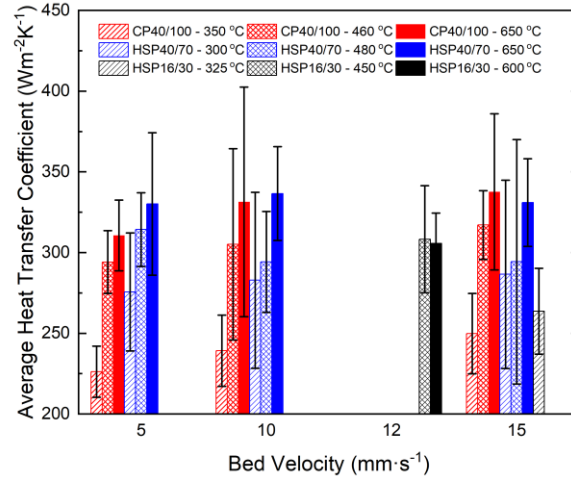 450
400
350
300
250
200
Average Heat Transfer Coefficient (Wm⁻²K⁻¹)
CP40/100 - 350 °C CP40/100 - 460 °C CP40/100 - 650 °C
HSP40/70 - 300 °C HSP40/70 - 480 °C HSP40/70 - 650 °C
HSP16/30 - 325 °C HSP16/30 - 450 °C HSP16/30 - 600 °C
5 10 12 15
Bed Velocity (mm·s⁻¹)